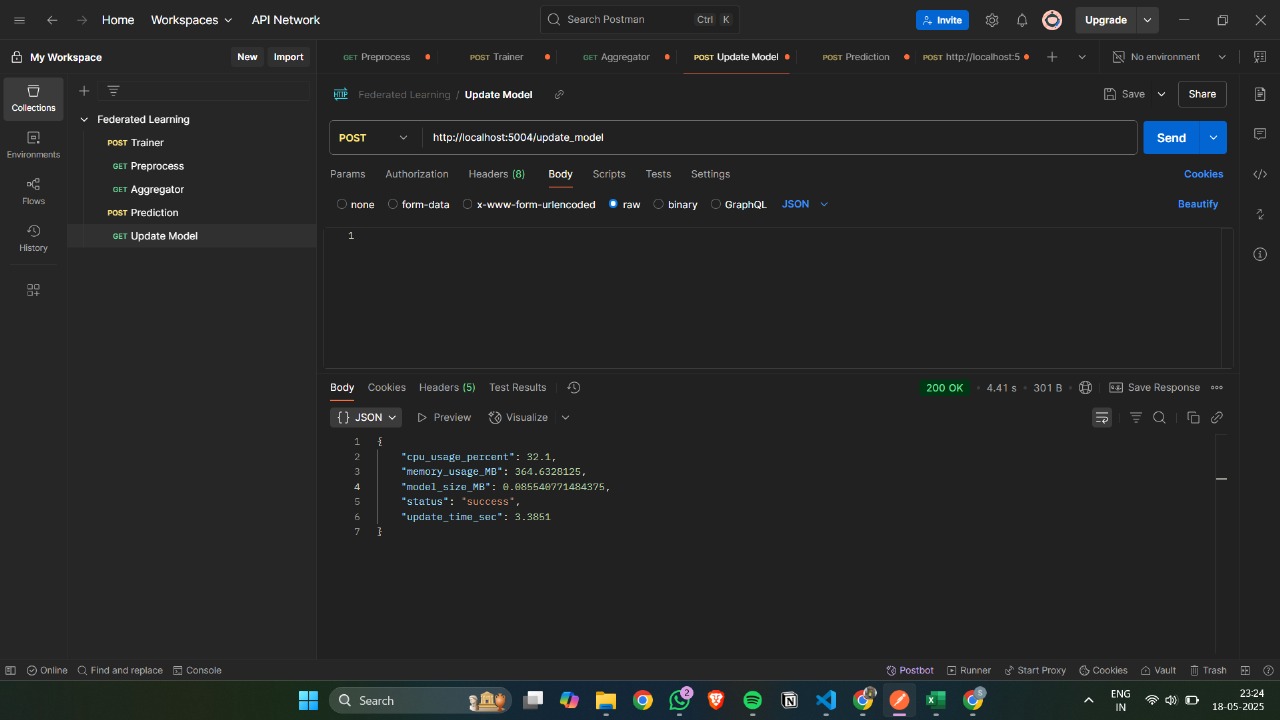 Home Workspaces API Network Search Postman Ctrl K Invite Upgrade
My Workspace New Import GET Preprocess POST Trainer GET Aggregator POST Update Model POST Prediction POST http://localhost:5 No environment
Collections
Environments
Flows
History
Federated Learning
POST Trainer
GET Preprocess
GET Aggregator
POST Prediction
GET Update Model
HTTP Federated Learning / Update Model Save Share
POST http://localhost:5004/update_model Send
Params Authorization Headers (8) Body Scripts Tests Settings Cookies
none form-data x-www-form-urlencoded raw binary GraphQL JSON Beautify
1
Body Cookies Headers (5) Test Results 200 OK • 4.41 s • 301 B • Save Response
{} JSON Preview Visualize
1 {
2 "cpu_usage_percent": 32.1,
3 "memory_usage_MB": 364.6328125,
4 "model_size_MB": 0.085540771484375,
5 "status": "success",
6 "update_time_sec": 3.3851
7 }
Online Find and replace Console Postbot Runner Start Proxy Cookies Vault Trash
Search 2 ENG 23:24
IN 18-05-2025